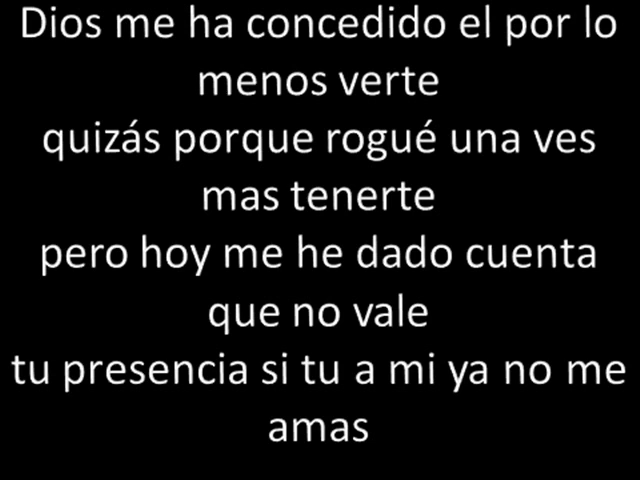 Dios me ha concedido el por lo
menos verte
quizás porque rogué una ves
mas tenerte
pero hoy me he dado cuenta
que no vale
tu presencia si tu a mi ya no me
amas